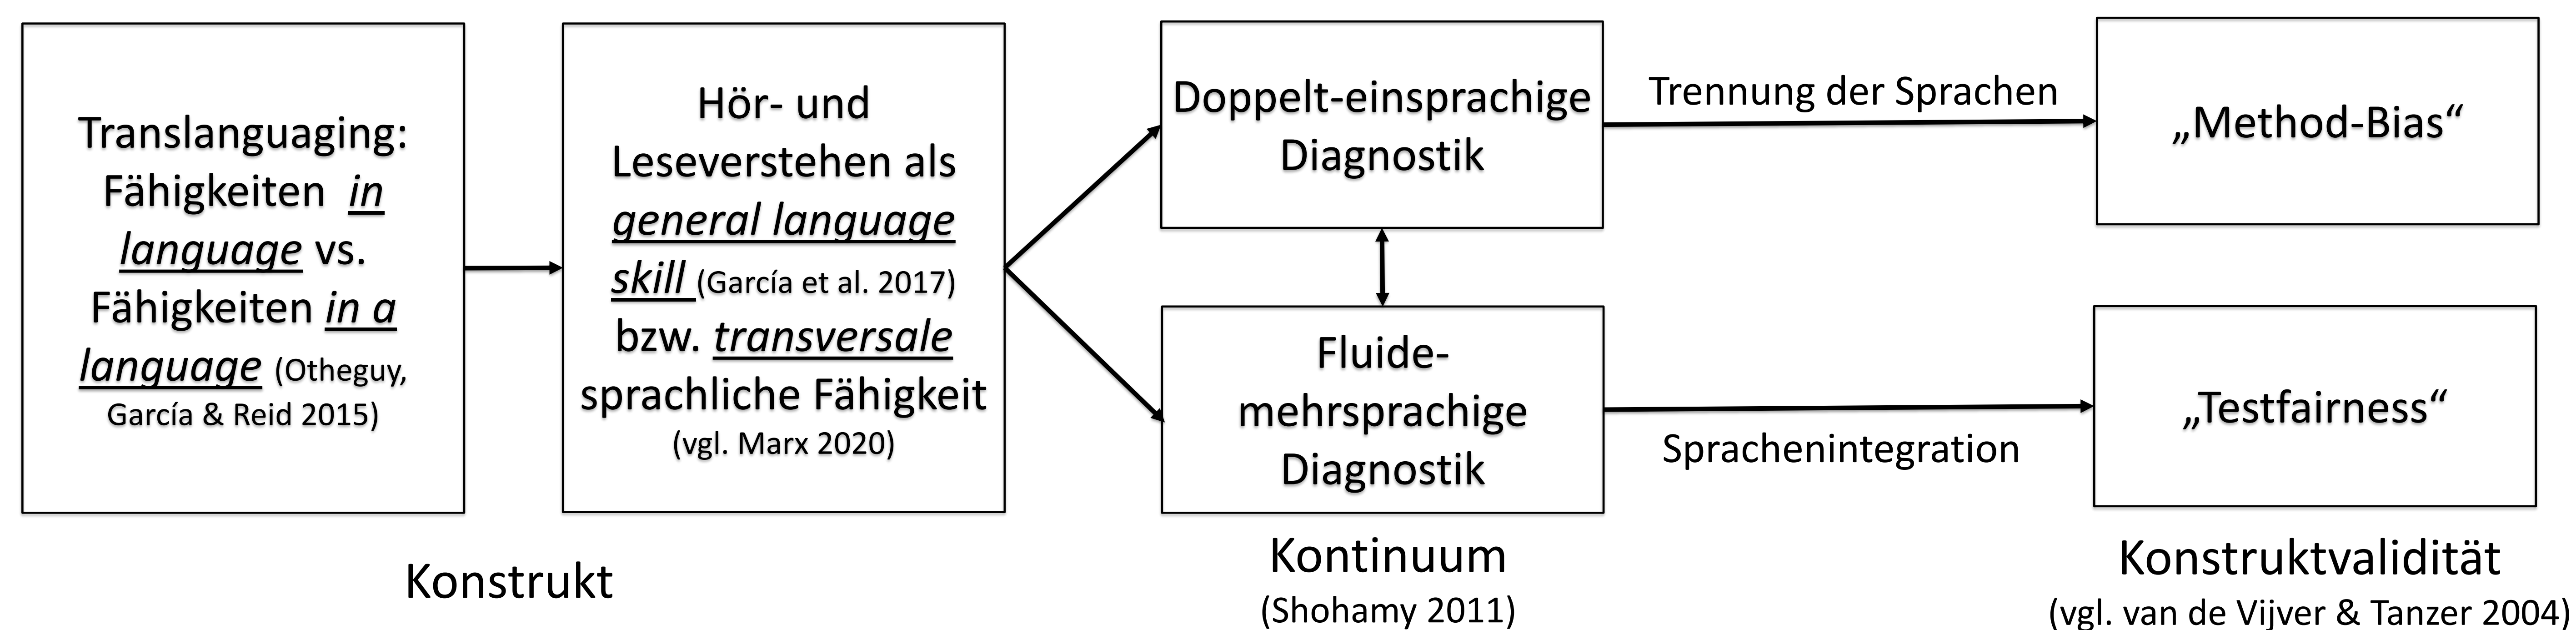 Translanguaging:
Fähigkeiten in
language vs.
Fähigkeiten in a
language (Otheguy,
García & Reid 2015)
Hör- und
Leseverstehen als
general language
skill (García et al. 2017)
bzw. transversale
sprachliche Fähigkeit
(vgl. Marx 2020)
Konstrukt
Doppelt-einsprachige
Diagnostik
Fluide-
mehrsprachige
Diagnostik
Kontinuum
(Shohamy 2011)
Trennung der Sprachen
Sprachenintegration
„Method-Bias“
„Testfairness“
Konstruktvalidität
(vgl. van de Vijver & Tanzer 2004)